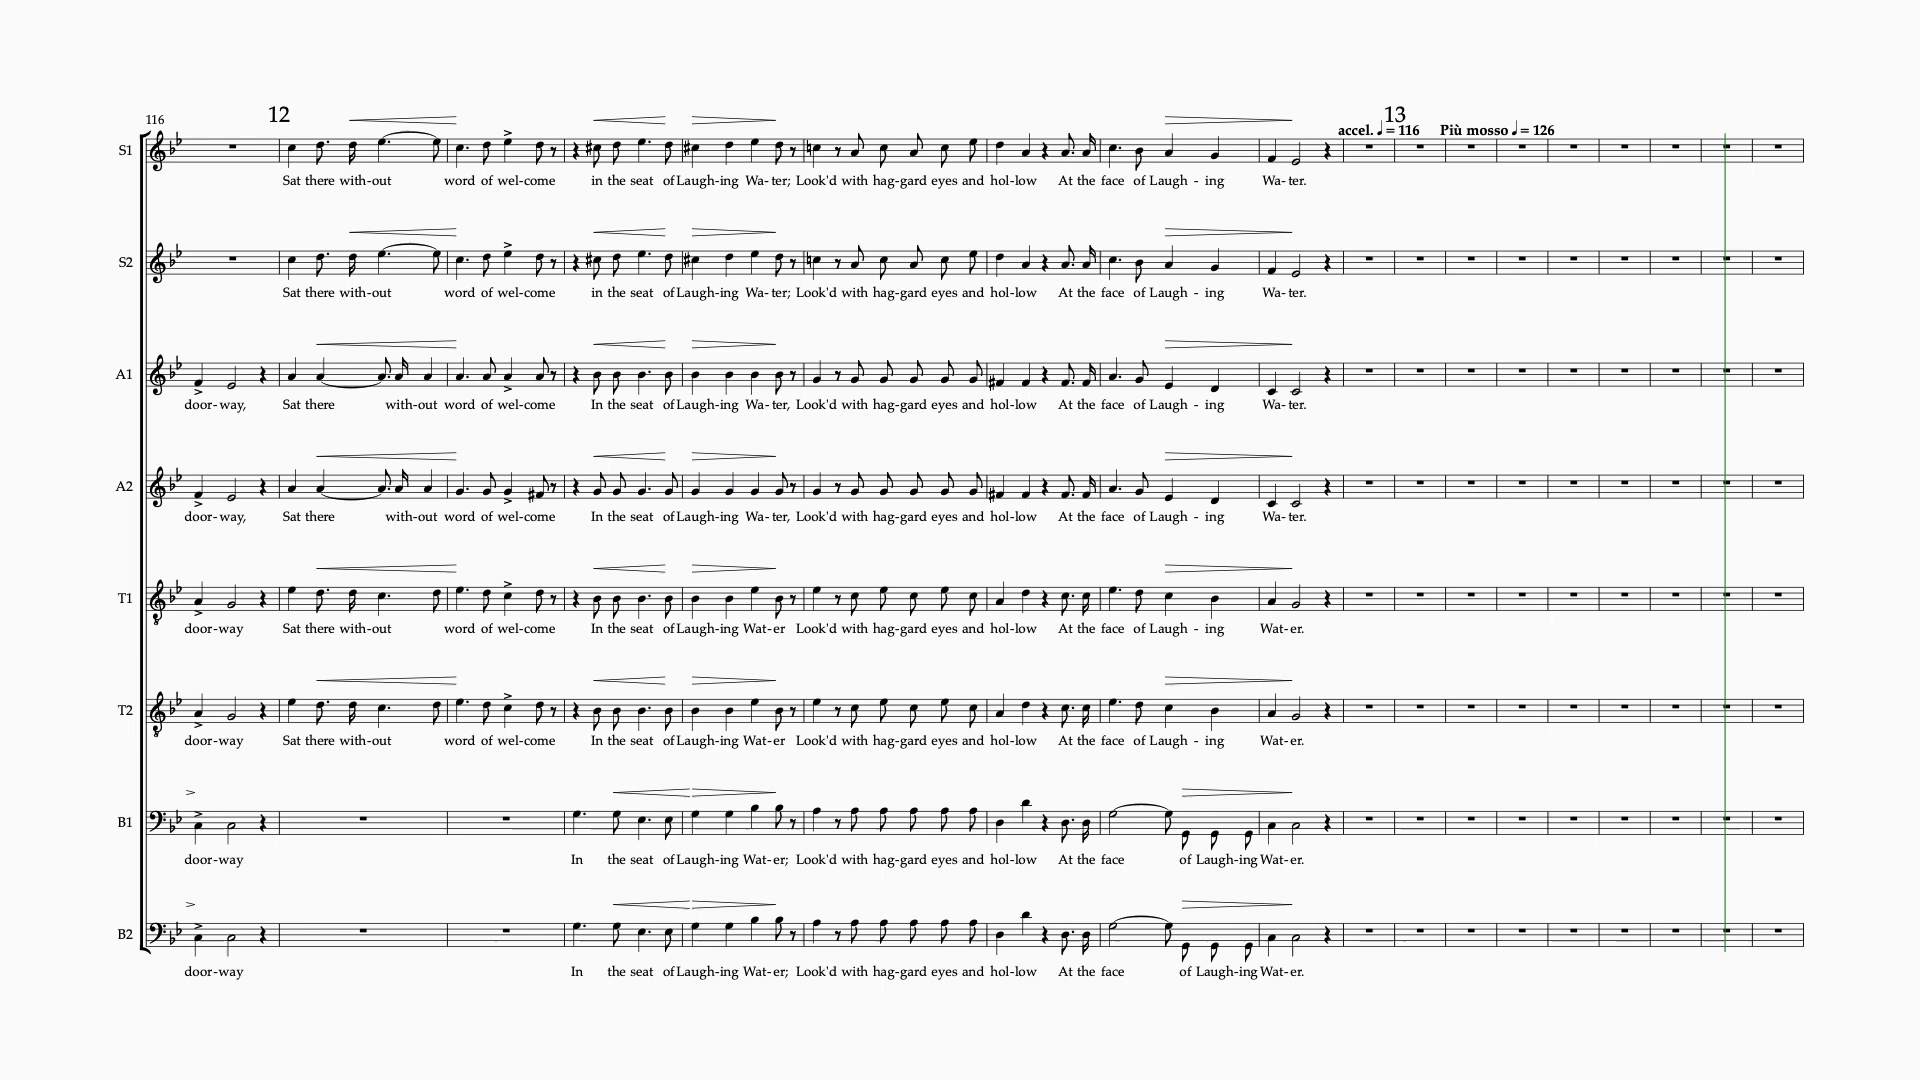 116 12 13
accel. ♩ = 116 Più mosso ♩ = 126
S1
Sat there with-out word of wel-come in the seat of Laugh-ing Wa-ter; Look'd with hag-gard eyes and hol-low At the face of Laugh - ing Wa-ter.
S2
Sat there with-out word of wel-come in the seat of Laugh-ing Wa-ter; Look'd with hag-gard eyes and hol-low At the face of Laugh - ing Wa-ter.
A1
door-way, Sat there with-out word of wel-come In the seat of Laugh-ing Wa-ter, Look'd with hag-gard eyes and hol-low At the face of Laugh - ing Wa-ter.
A2
door-way, Sat there with-out word of wel-come In the seat of Laugh-ing Wa-ter, Look'd with hag-gard eyes and hol-low At the face of Laugh - ing Wa-ter.
T1
door-way Sat there with-out word of wel-come In the seat of Laugh-ing Wat-er Look'd with hag-gard eyes and hol-low At the face of Laugh - ing Wat-er.
T2
door-way Sat there with-out word of wel-come In the seat of Laugh-ing Wat-er Look'd with hag-gard eyes and hol-low At the face of Laugh - ing Wat-er.
B1
door-way In the seat of Laugh-ing Wat-er; Look'd with hag-gard eyes and hol-low At the face of Laugh-ing Wat-er.
B2
door-way In the seat of Laugh-ing Wat-er; Look'd with hag-gard eyes and hol-low At the face of Laugh-ing Wat-er.